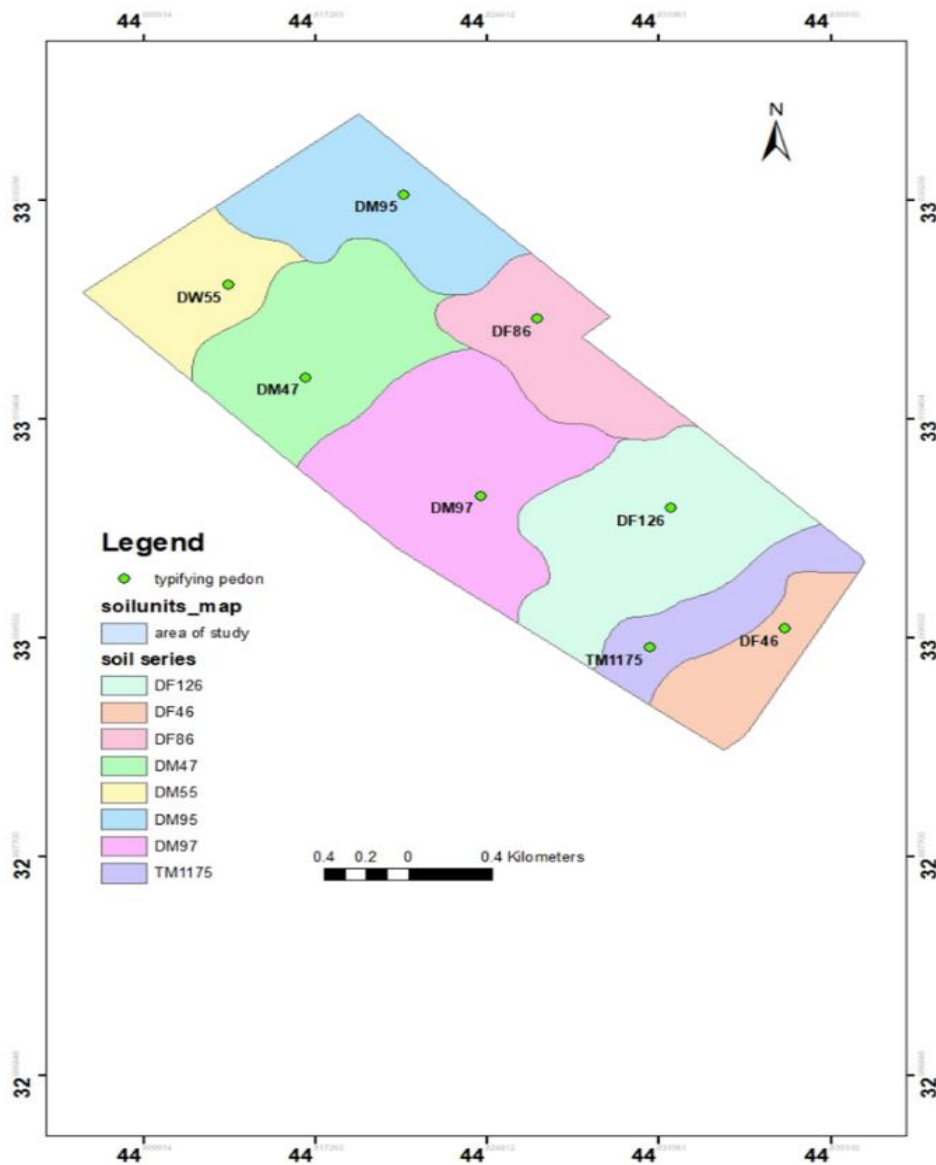 44 44 44 44 44
N
33 33
DM95
DW55
DF86
DM47
33 33
DM97
DF126
Legend
typifying pedon
soilunits_map
area of study
33 33
DF46
TM1175
soil series
DF126
DF46
DF86
DM47
DM55
DM95
DM97
TM1175
32 32
0.4 0.2 0 0.4 Kilometers
32 32
44 44 44 44 44